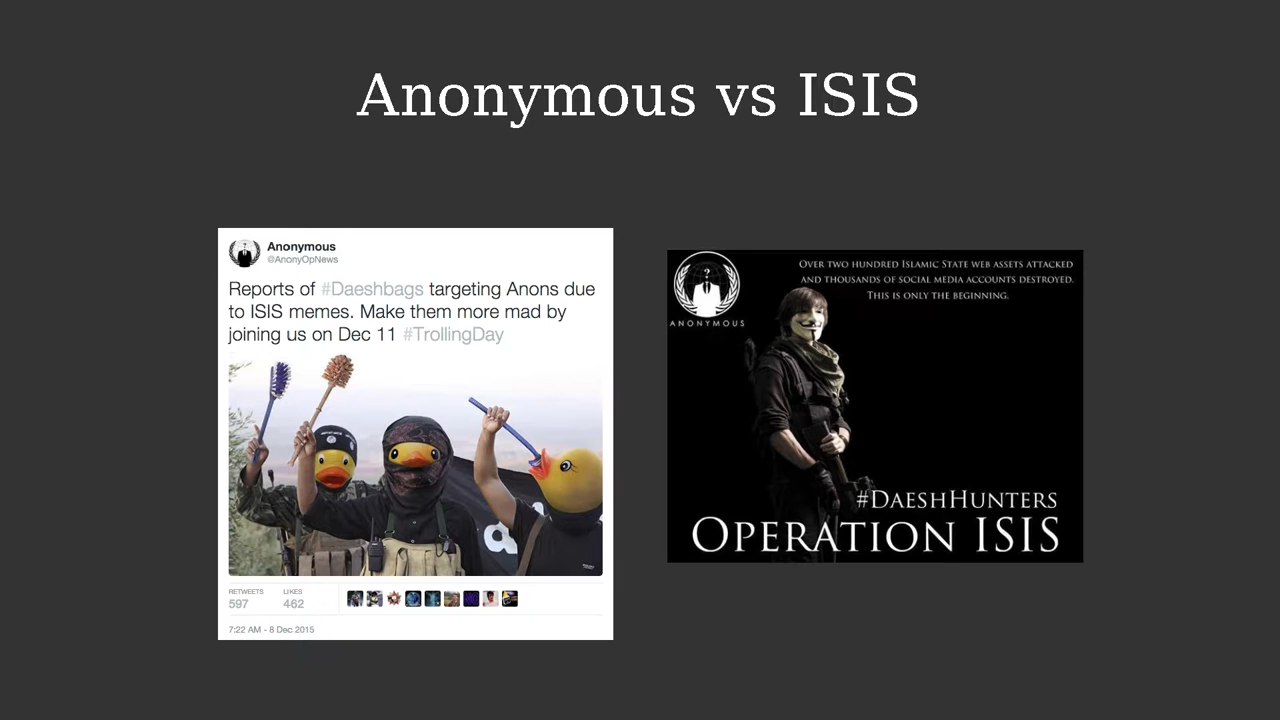 Anonymous vs ISIS
Anonymous
@AnonyOpNews
Reports of #Daeshbags targeting Anons due
to ISIS memes. Make them more mad by
joining us on Dec 11 #TrollingDay
RETWEETS LIKES
597 462
7:22 AM - 8 Dec 2015
?
ANONYMOUS
OVER TWO HUNDRED ISLAMIC STATE WEB ASSETS ATTACKED
AND THOUSANDS OF SOCIAL MEDIA ACCOUNTS DESTROYED.
THIS IS ONLY THE BEGINNING.
#DAESHHUNTERS
OPERATION ISIS